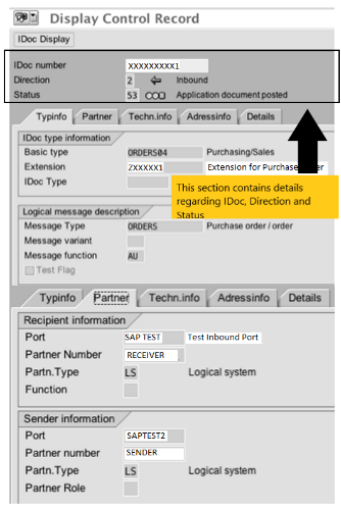 Display Control Record
IDoc Display
IDoc number XXXXXXXXX1
Direction 2 Inbound
Status 53 Application document posted
Typinfo Partner Techn.info Adressinfo Details
IDoc type information
Basic type ORDERS04 Purchasing/Sales
Extension ZXXXXX1 Extension for Purchase
IDoc Type
This section contains details
regarding IDoc, Direction and
Status
Logical message description
Message Type ORDERS Purchase order / order
Message variant
Message function AU
Test Flag
Typinfo Partner Techn.info Adressinfo Details
Recipient information
Port SAP TEST Test Inbound Port
Partner Number RECEIVER
Partn.Type LS Logical system
Function
Sender information
Port SAPTEST2
Partner number SENDER
Partn.Type LS Logical system
Partner Role